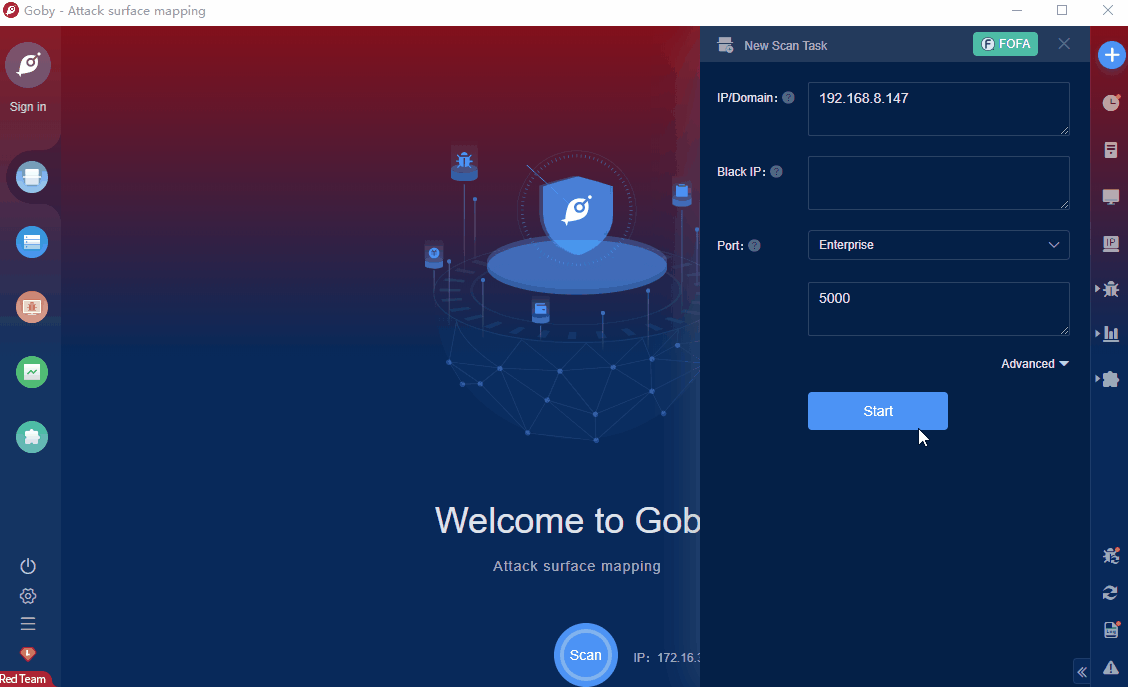 Goby - Attack surface mapping
Sign in
New Scan Task
FOFA
IP/Domain:
192.168.8.147
Black IP:
Port:
Enterprise
5000
Advanced
Start
IP
Welcome to Gob
Attack surface mapping
Scan
IP: 172.16.3
Red Team